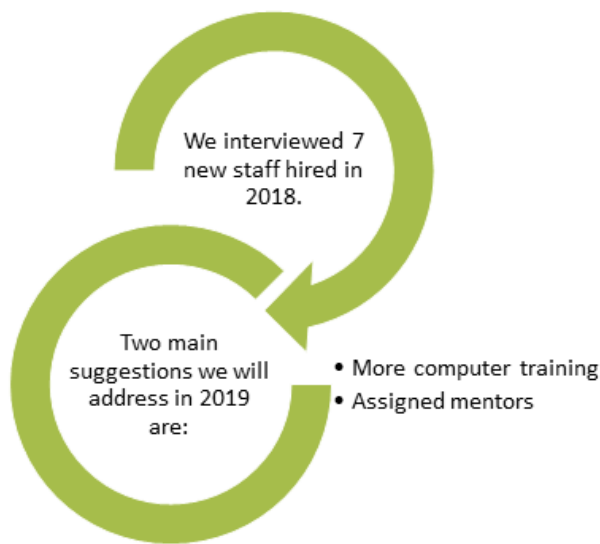 We interviewed 7
new staff hired in
2018.
Two main
suggestions we will
address in 2019
are:
• More computer training
• Assigned mentors